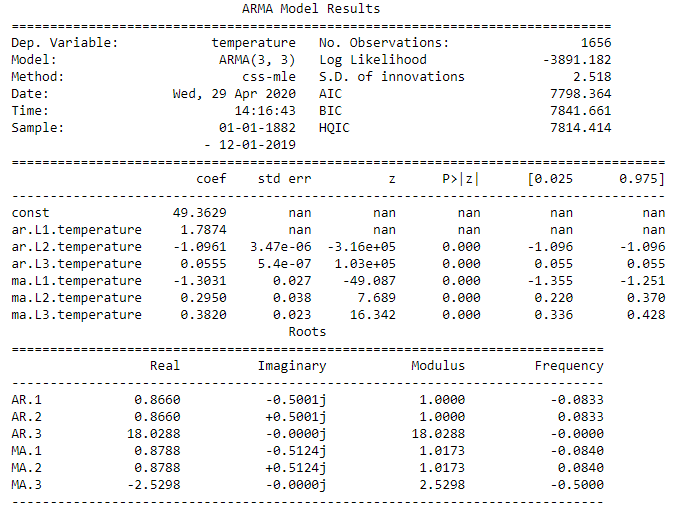 ARMA Model Results
==============================================================================
Dep. Variable: temperature No. Observations: 1656
Model: ARMA(3, 3) Log Likelihood -3891.182
Method: css-mle S.D. of innovations 2.518
Date: Wed, 29 Apr 2020 AIC 7798.364
Time: 14:16:43 BIC 7841.661
Sample: 01-01-1882 HQIC 7814.414
- 12-01-2019
=====================================================================================
coef std err z P>|z| [0.025 0.975]
-------------------------------------------------------------------------------------
const 49.3629 nan nan nan nan nan
ar.L1.temperature 1.7874 nan nan nan nan nan
ar.L2.temperature -1.0961 3.47e-06 -3.16e+05 0.000 -1.096 -1.096
ar.L3.temperature 0.0555 5.4e-07 1.03e+05 0.000 0.055 0.055
ma.L1.temperature -1.3031 0.027 -49.087 0.000 -1.355 -1.251
ma.L2.temperature 0.2950 0.038 7.689 0.000 0.220 0.370
ma.L3.temperature 0.3820 0.023 16.342 0.000 0.336 0.428
Roots
=============================================================================
Real Imaginary Modulus Frequency
-----------------------------------------------------------------------------
AR.1 0.8660 -0.5001j 1.0000 -0.0833
AR.2 0.8660 +0.5001j 1.0000 0.0833
AR.3 18.0288 -0.0000j 18.0288 -0.0000
MA.1 0.8788 -0.5124j 1.0173 -0.0840
MA.2 0.8788 +0.5124j 1.0173 0.0840
MA.3 -2.5298 -0.0000j 2.5298 -0.5000
-----------------------------------------------------------------------------